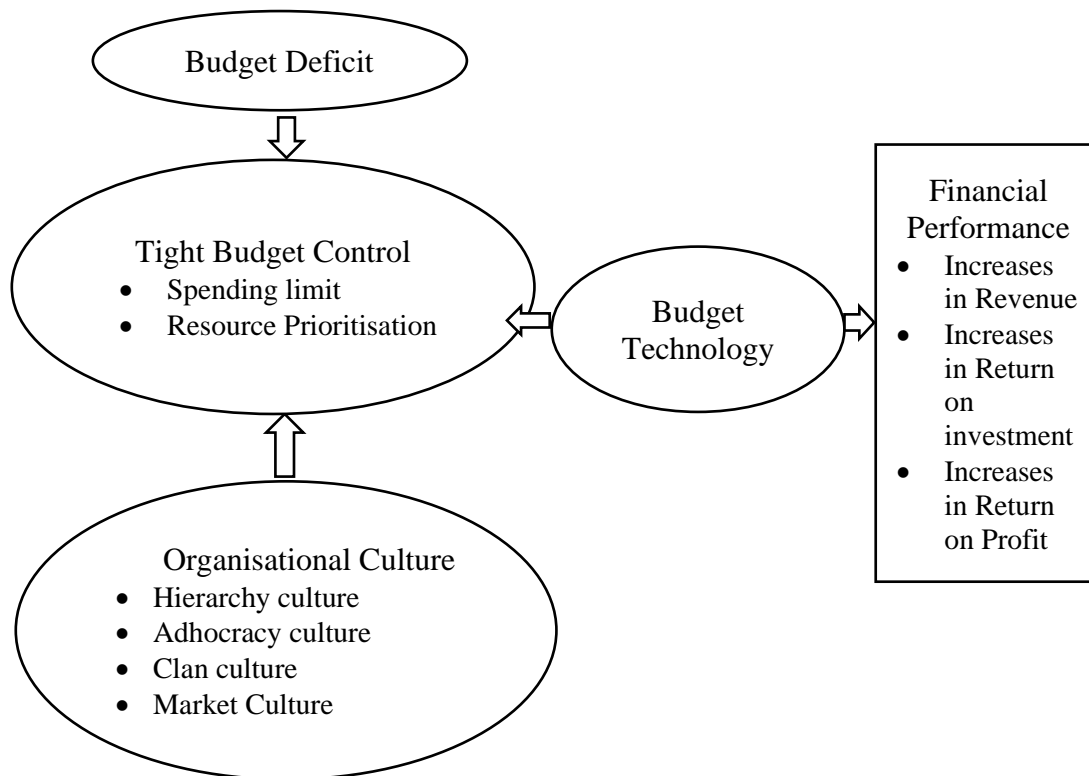 Budget Deficit
Tight Budget Control
• Spending limit
• Resource Prioritisation
Budget
Technology
Financial
Performance
• Increases
in Revenue
• Increases
in Return
on
investment
• Increases
in Return
on Profit
Organisational Culture
• Hierarchy culture
• Adhocracy culture
• Clan culture
• Market Culture